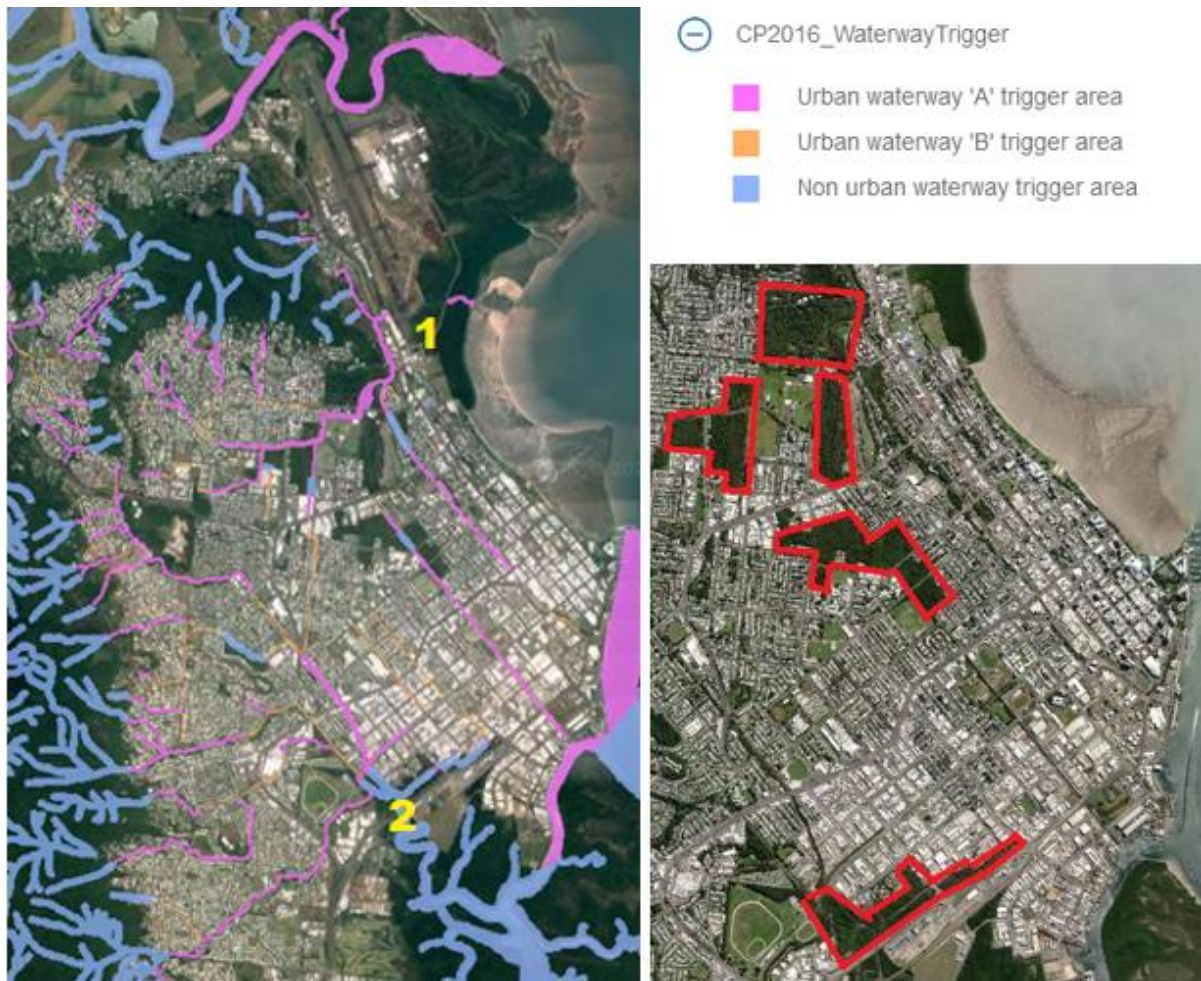 CP2016_WaterwayTrigger
Urban waterway 'A' trigger area
Urban waterway 'B' trigger area
Non urban waterway trigger area
1
2